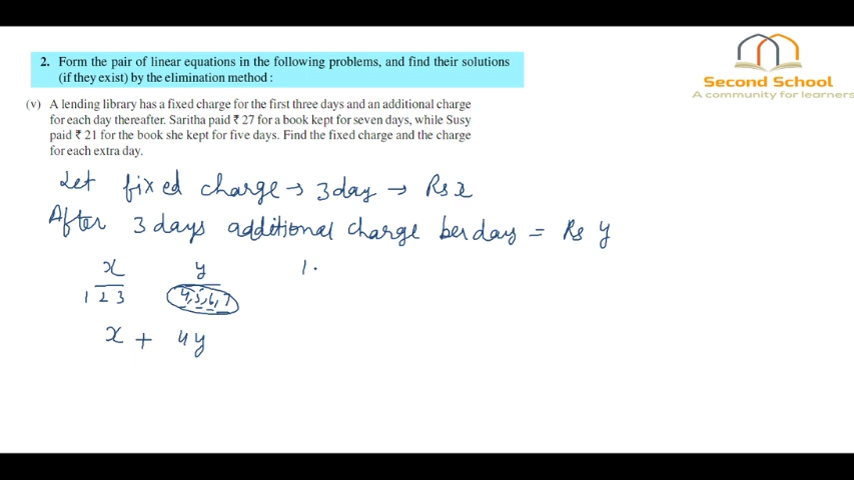 2. Form the pair of linear equations in the following problems, and find their solutions
(if they exist) by the elimination method :
Second School
A community for learners
(v) A lending library has a fixed charge for the first three days and an additional charge
for each day thereafter. Saritha paid ₹ 27 for a book kept for seven days, while Susy
paid ₹ 21 for the book she kept for five days. Find the fixed charge and the charge
for each extra day.
Let fixed charge → 3 day → Rs x
After 3 days additional charge per day = Rs y
x y 1.
1 2 3 4, 5, 6, 7
x + 4y